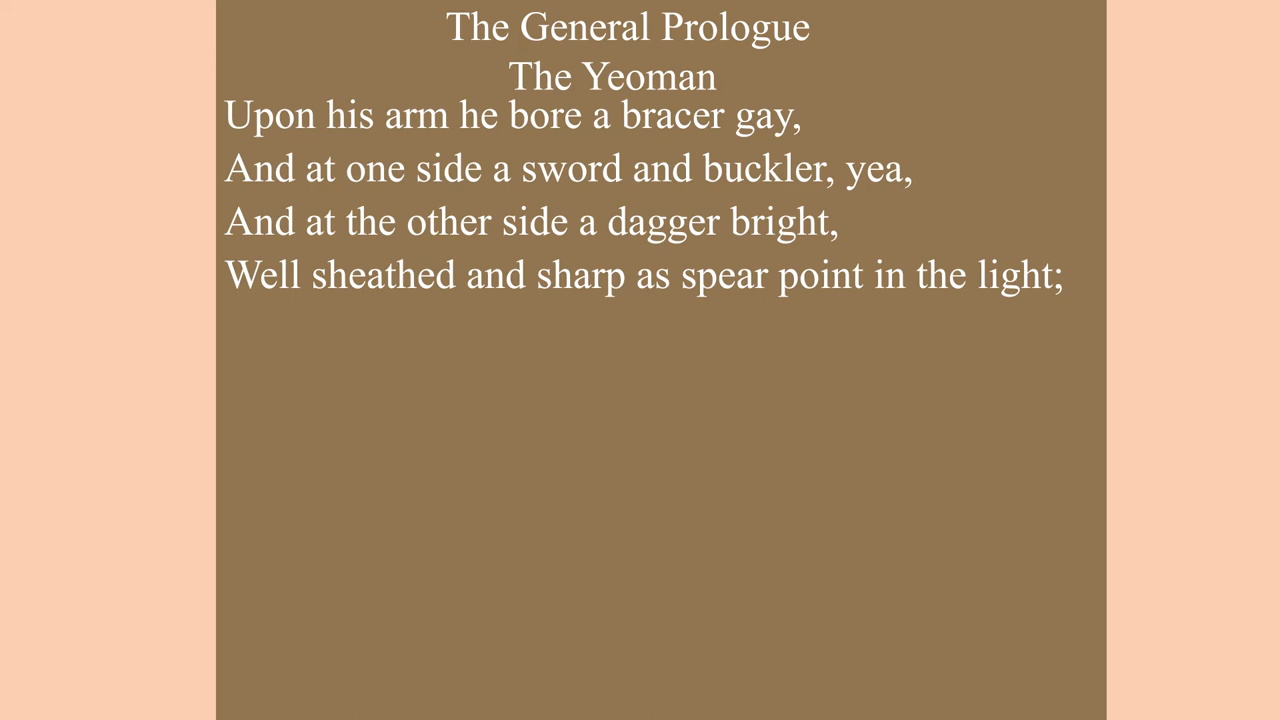 The General Prologue
The Yeoman
Upon his arm he bore a bracer gay,
And at one side a sword and buckler, yea,
And at the other side a dagger bright,
Well sheathed and sharp as spear point in the light;